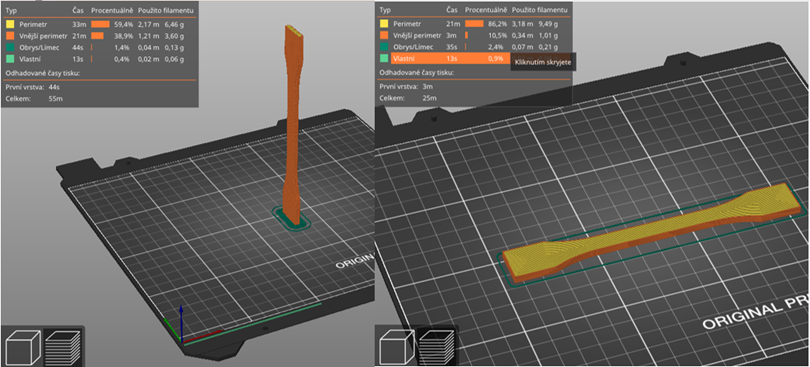 Typ Čas Procentuálně Použito filamentu
Perimetr 33m 59,4% 2,17 m 6,46 g
Vnější perimetr 21m 38,9% 1,21 m 3,60 g
Obrys/Límec 44s 1,4% 0,04 m 0,13 g
Vlastní 13s 0,4% 0,02 m 0,06 g
Odhadované časy tisku:
První vrstva: 44s
Celkem: 55m
ORIGIN
Typ Čas Procentuálně Použito filamentu
Perimetr 21m 86,2% 3,18 m 9,49 g
Vnější perimetr 3m 10,5% 0,34 m 1,01 g
Obrys/Límec 35s 2,4% 0,07 m 0,21 g
Vlastní 13s 0,9%
Kliknutím skryjete
Odhadované časy tisku:
První vrstva: 3m
Celkem: 25m
ORIGINAL PR